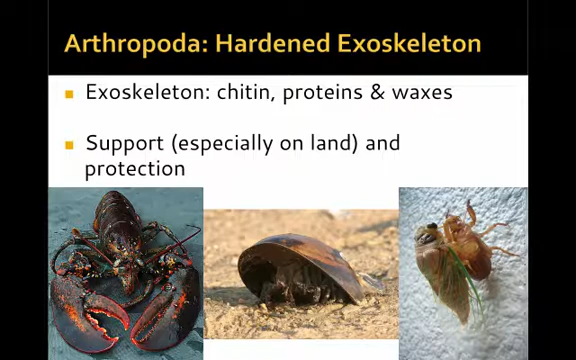 Arthropoda: Hardened Exoskeleton
Exoskeleton: chitin, proteins & waxes
Support (especially on land) and
protection